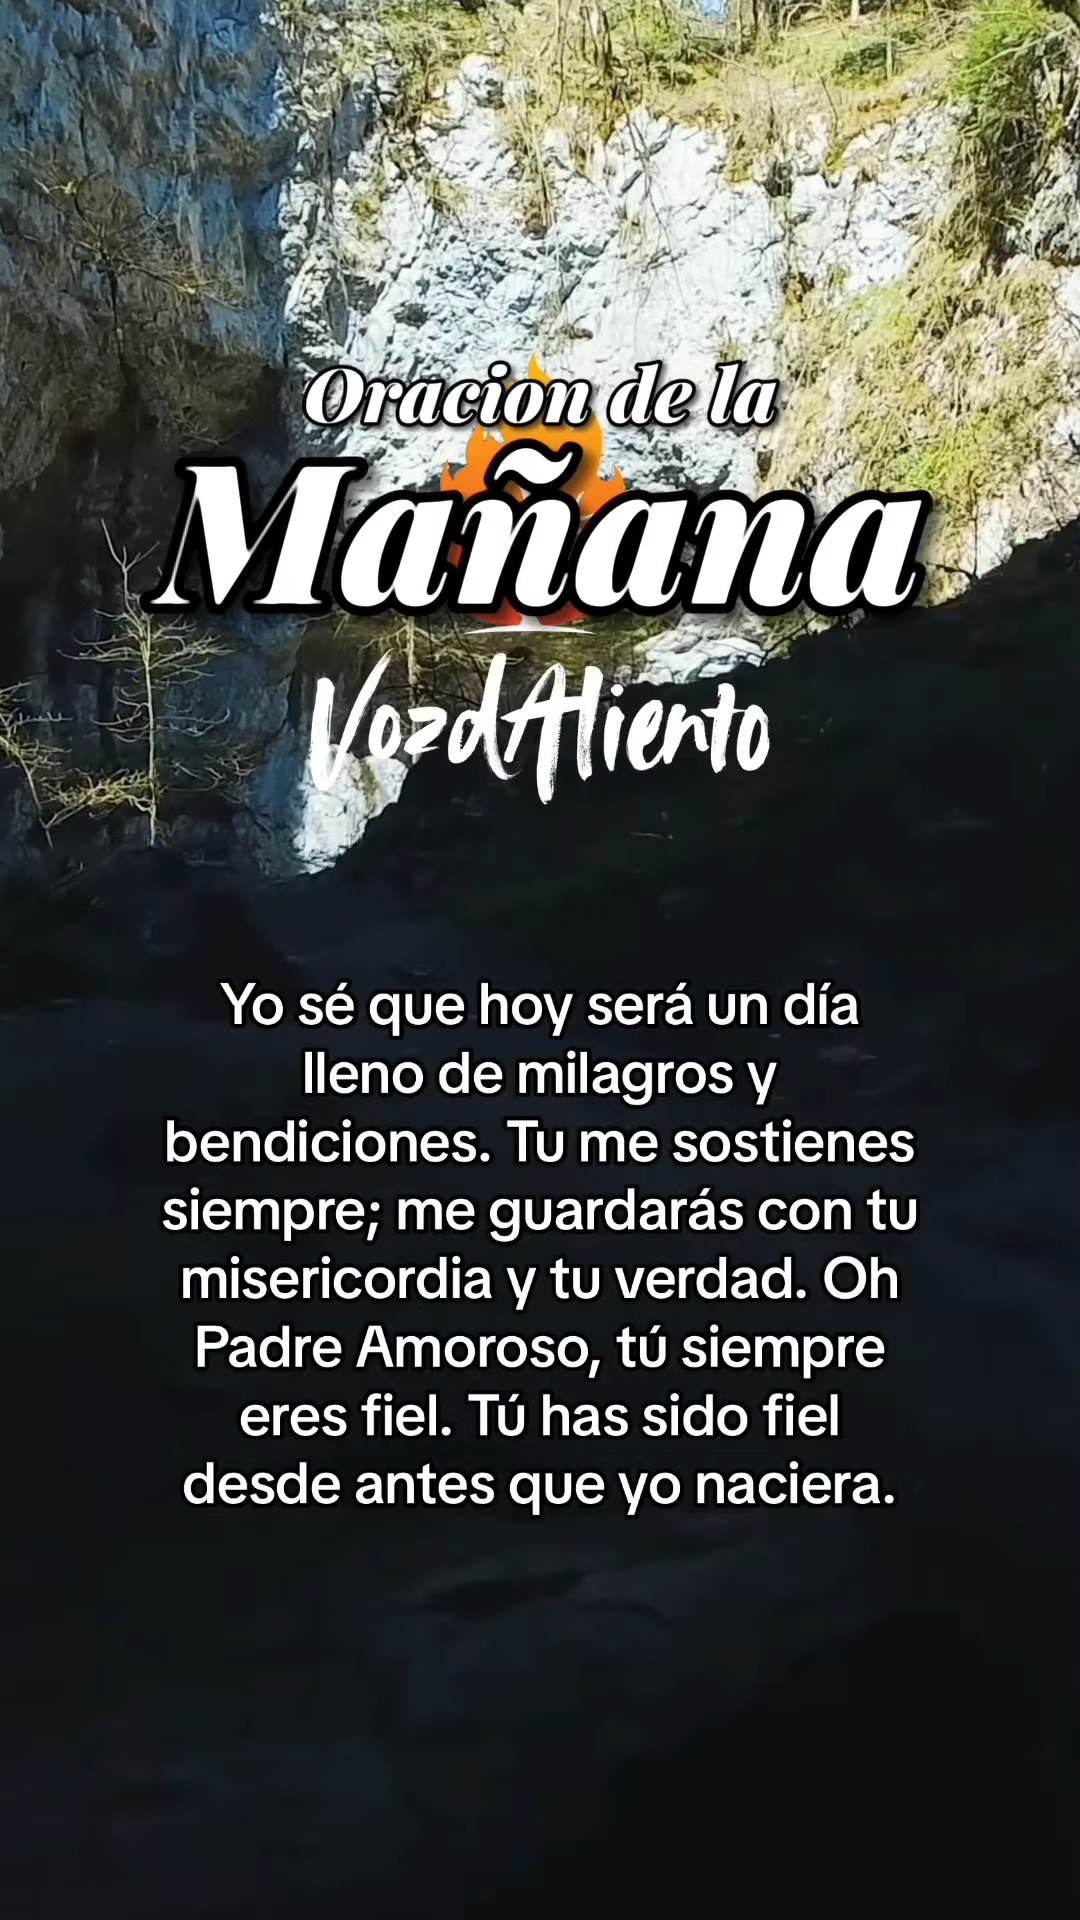 Oracion de la
Mañana
VozdAliento
Yo sé que hoy será un día
lleno de milagros y
bendiciones. Tu me sostienes
siempre; me guardarás con tu
misericordia y tu verdad. Oh
Padre Amoroso, tú siempre
eres fiel. Tú has sido fiel
desde antes que yo naciera.